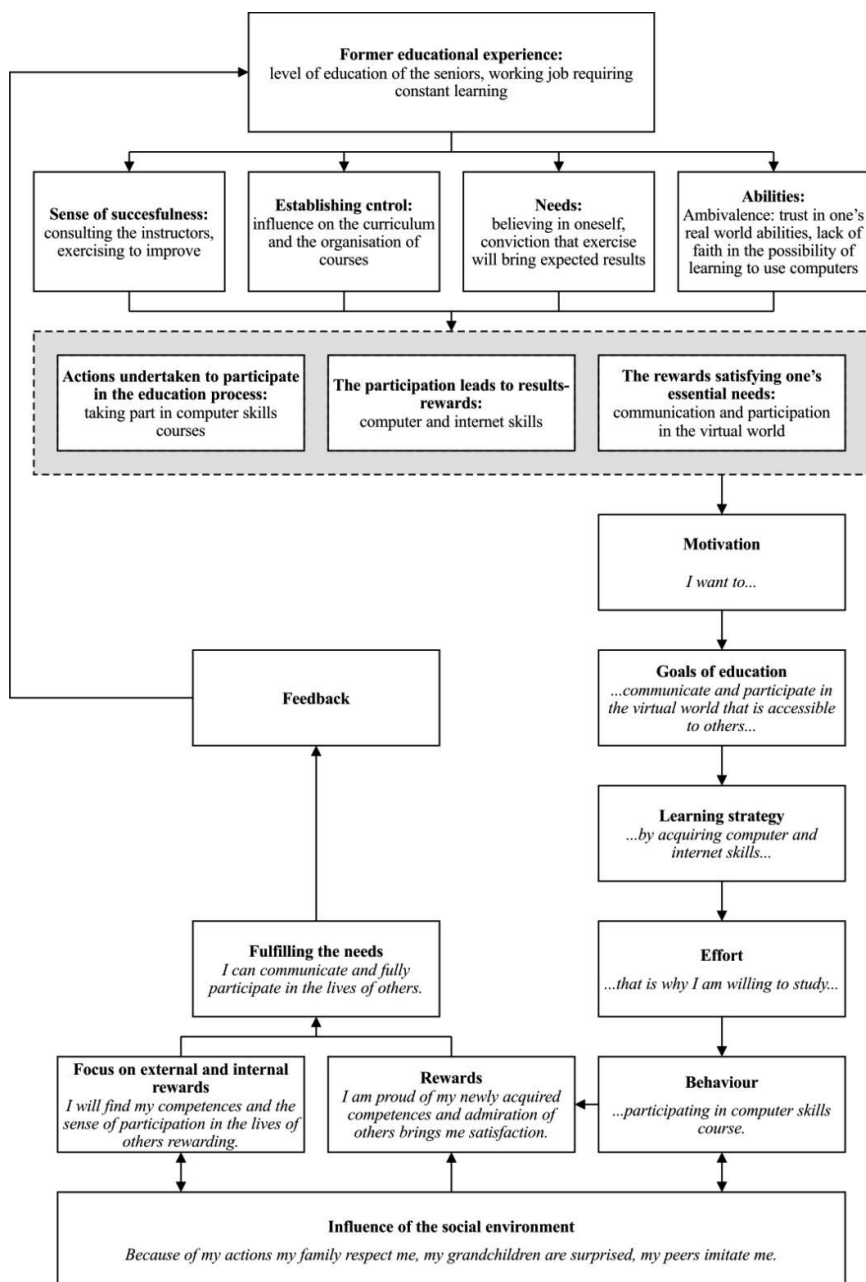 Former educational experience:
level of education of the seniors, working job requiring
constant learning
Sense of succesfulness:
consulting the instructors,
exercising to improve
Establishing cntrol:
influence on the curriculum
and the organisation of
courses
Needs:
believing in oneself,
conviction that exercise
will bring expected results
Abilities:
Ambivalence: trust in one's
real world abilities, lack of
faith in the possibility of
learning to use computers
Actions undertaken to participate
in the education process:
taking part in computer skills
courses
The participation leads to results-
rewards:
computer and internet skills
The rewards satisfying one's
essential needs:
communication and participation
in the virtual world
Motivation
I want to...
Goals of education
...communicate and participate in
the virtual world that is accessible
to others...
Feedback
Learning strategy
...by acquiring computer and
internet skills...
Fulfilling the needs
I can communicate and fully
participate in the lives of others.
Effort
...that is why I am willing to study...
Focus on external and internal
rewards
I will find my competences and the
sense of participation in the lives of
others rewarding.
Rewards
I am proud of my newly acquired
competences and admiration of
others brings me satisfaction.
Behaviour
...participating in computer skills
course.
Influence of the social environment
Because of my actions my family respect me, my grandchildren are surprised, my peers imitate me.